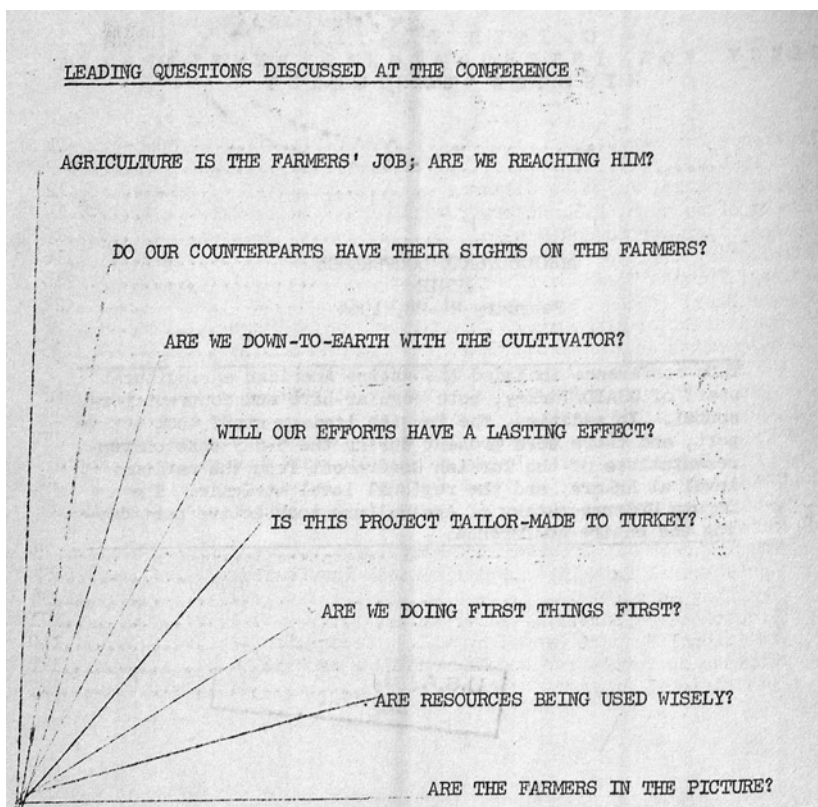 LEADING QUESTIONS DISCUSSED AT THE CONFERENCE
AGRICULTURE IS THE FARMERS' JOB; ARE WE REACHING HIM?
DO OUR COUNTERPARTS HAVE THEIR SIGHTS ON THE FARMERS?
ARE WE DOWN-TO-EARTH WITH THE CULTIVATOR?
WILL OUR EFFORTS HAVE A LASTING EFFECT?
IS THIS PROJECT TAILOR-MADE TO TURKEY?
ARE WE DOING FIRST THINGS FIRST?
ARE RESOURCES BEING USED WISELY?
ARE THE FARMERS IN THE PICTURE?